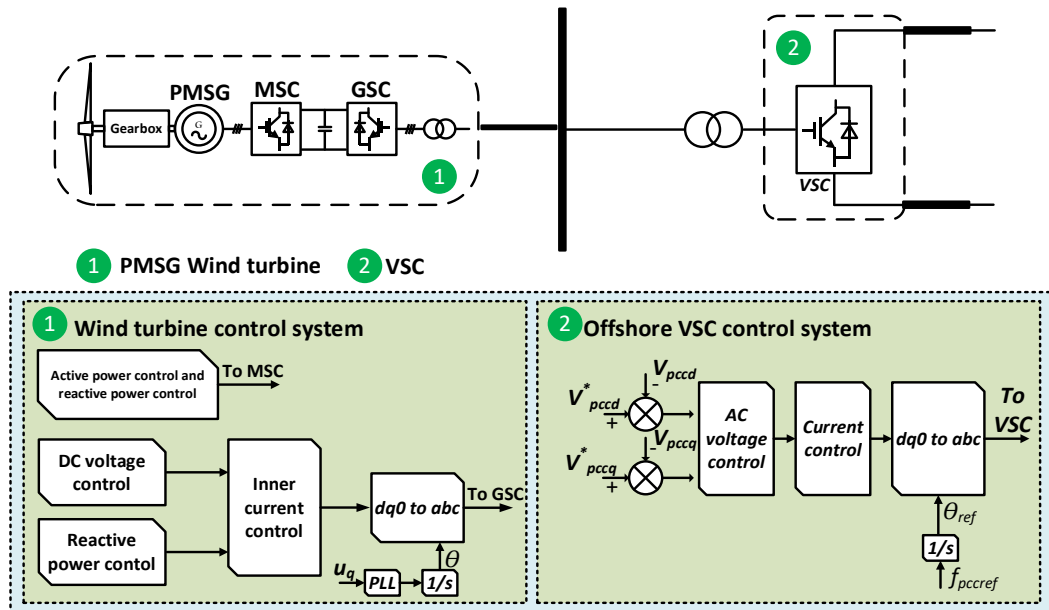 PMSG
MSC
GSC
Gearbox
G
1
2
VSC
1 PMSG Wind turbine
2 VSC
1 Wind turbine control system
Active power control and
reactive power control
To MSC
DC voltage
control
Reactive
power contol
Inner
current
control
dq0 to abc
To GSC
θ
u_q
PLL
1/s
2 Offshore VSC control system
V_pccd
V*_pccd
-
+
V_pccq
V*_pccq
-
+
AC
voltage
control
Current
control
dq0 to abc
To
VSC
θ_ref
1/s
f_pccref